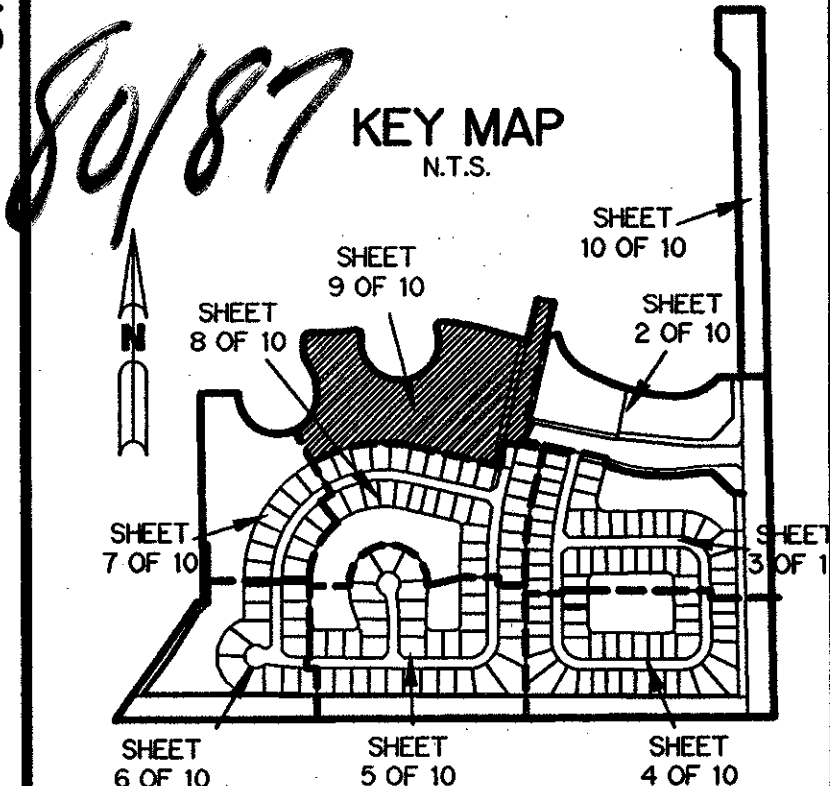 80/87
KEY MAP
N.T.S.
SHEET
10 OF 10
SHEET
9 OF 10
SHEET
2 OF 10
SHEET
8 OF 10
N
SHEET
7 OF 10
SHEET
3 OF 1
SHEET
6 OF 10
SHEET
5 OF 10
SHEET
4 OF 10